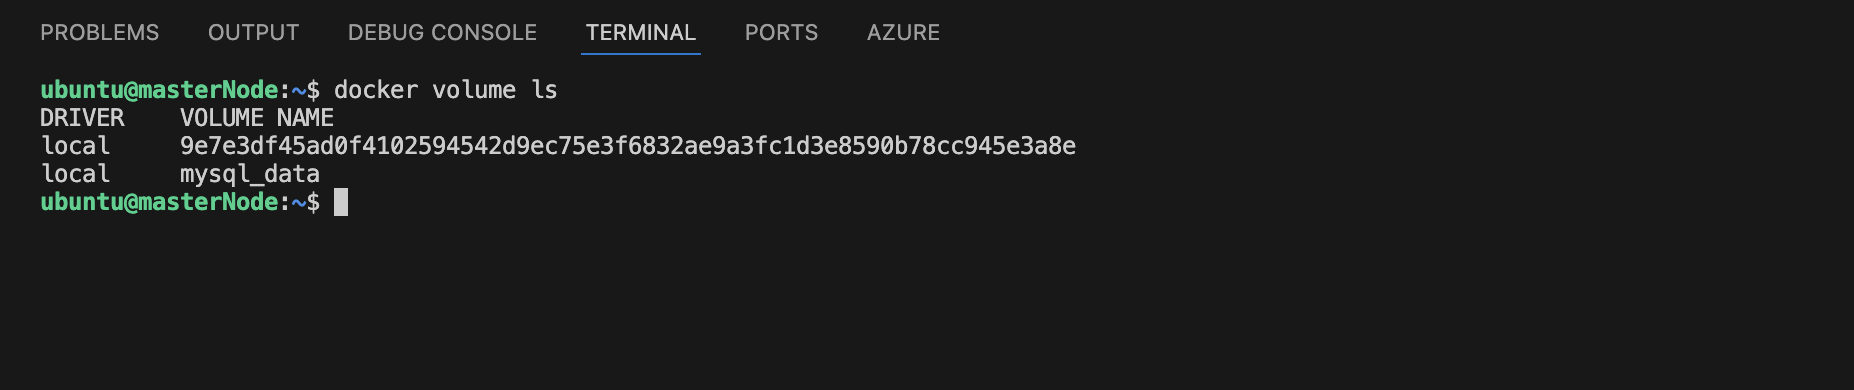 PROBLEMS OUTPUT DEBUG CONSOLE TERMINAL PORTS AZURE
ubuntu@masterNode:~$ docker volume ls
DRIVER    VOLUME NAME
local     9e7e3df45ad0f4102594542d9ec75e3f6832ae9a3fc1d3e8590b78cc945e3a8e
local     mysql_data
ubuntu@masterNode:~$